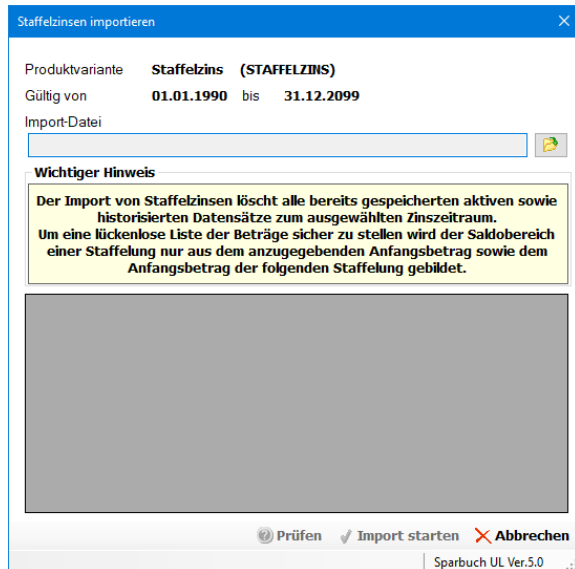 Staffelzinsen importieren
Produktvariante Staffelzins (STAFFELZINS)
Gültig von 01.01.1990 bis 31.12.2099
Import-Datei
Wichtiger Hinweis
Der Import von Staffelzinsen löscht alle bereits gespeicherten aktiven sowie
historisierten Datensätze zum ausgewählten Zinszeitraum.
Um eine lückenlose Liste der Beträge sicher zu stellen wird der Saldobereich
einer Staffelung nur aus dem anzugebenden Anfangsbetrag sowie dem
Anfangsbetrag der folgenden Staffelung gebildet.
Prüfen Import starten Abbrechen
Sparbuch UL Ver.5.0